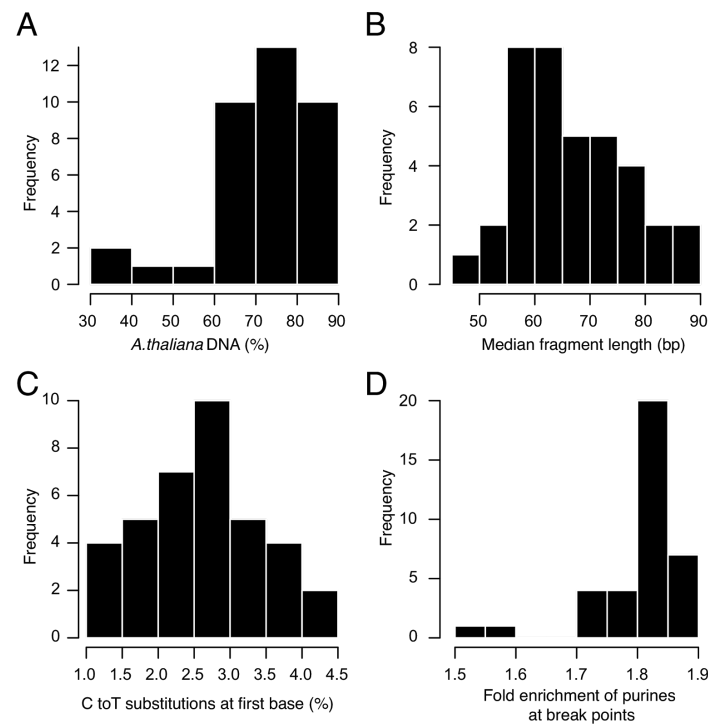 A
Frequency
0
2
4
6
8
10
12
30 40 50 60 70 80 90
A.thaliana DNA (%)
B
Frequency
0
2
4
6
8
50 60 70 80 90
Median fragment length (bp)
C
Frequency
0
2
4
6
8
10
1.0 1.5 2.0 2.5 3.0 3.5 4.0 4.5
C toT substitutions at first base (%)
D
Frequency
0
5
10
15
20
1.5 1.6 1.7 1.8 1.9
Fold enrichment of purines
at break points